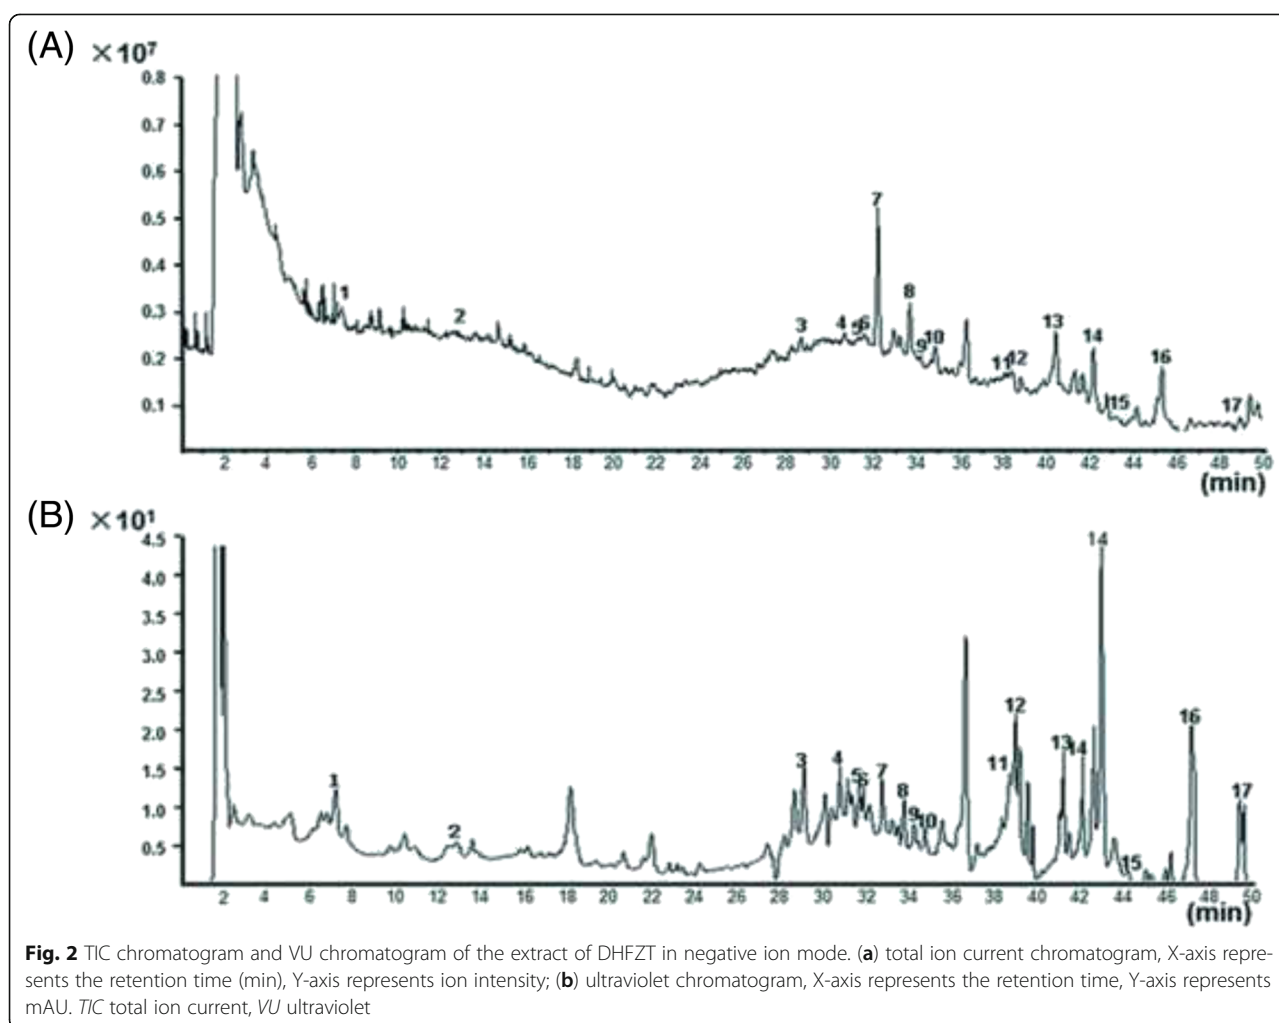 (A) ×10⁷
0.8
0.7
0.6
0.5
0.4
0.3
0.2
0.1
1 2 3 4 5 6 7 8 9 10 11 12 13 14 15 16 17
2 4 6 8 10 12 14 16 18 20 22 24 26 28 30 32 34 36 38 40 42 44 46 48 50
(min)
(B) ×10¹
4.5
4.0
3.5
3.0
2.5
2.0
1.5
1.0
0.5
1 2 3 4 5 6 7 8 9 10 11 12 13 14 14 15 16 17
2 4 6 8 10 12 14 16 18 20 22 24 26 28 30 32 34 36 38 40 42 44 46 48 50
(min)
Fig. 2 TIC chromatogram and VU chromatogram of the extract of DHFZT in negative ion mode. (a) total ion current chromatogram, X-axis repre-
sents the retention time (min), Y-axis represents ion intensity; (b) ultraviolet chromatogram, X-axis represents the retention time, Y-axis represents
mAU. TIC total ion current, VU ultraviolet